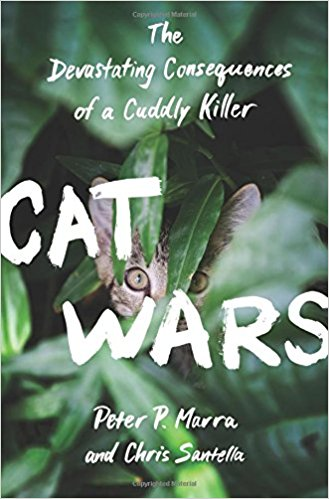 The
Devastating Consequences
of a Cuddly Killer
CAT
WARS
Peter P. Marra
and Chris Santella